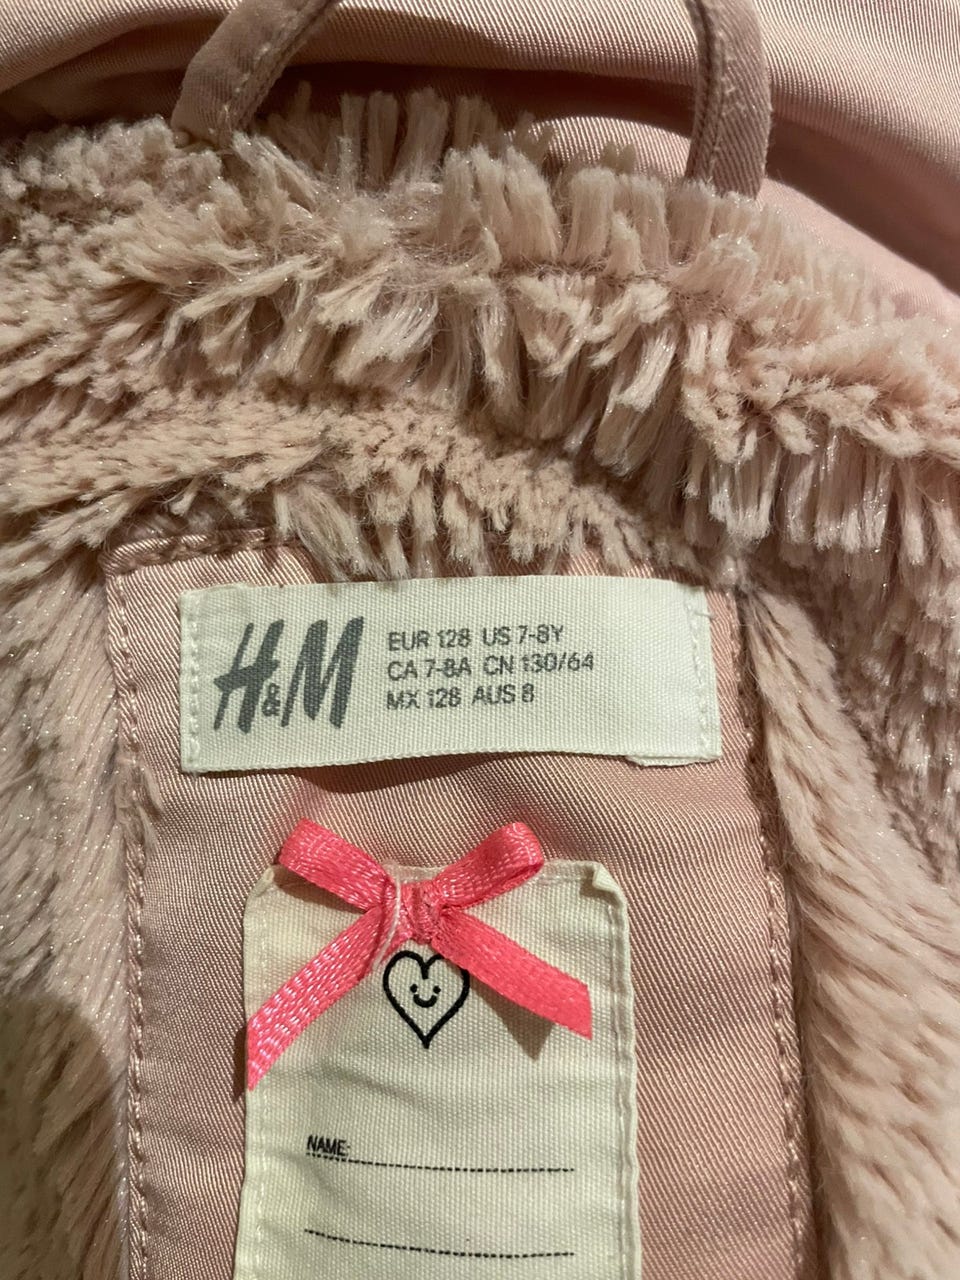 H&M
EUR 128 US 7-8Y
CA 7-8A CN 130/64
MX 128 AUS 8
NAME: